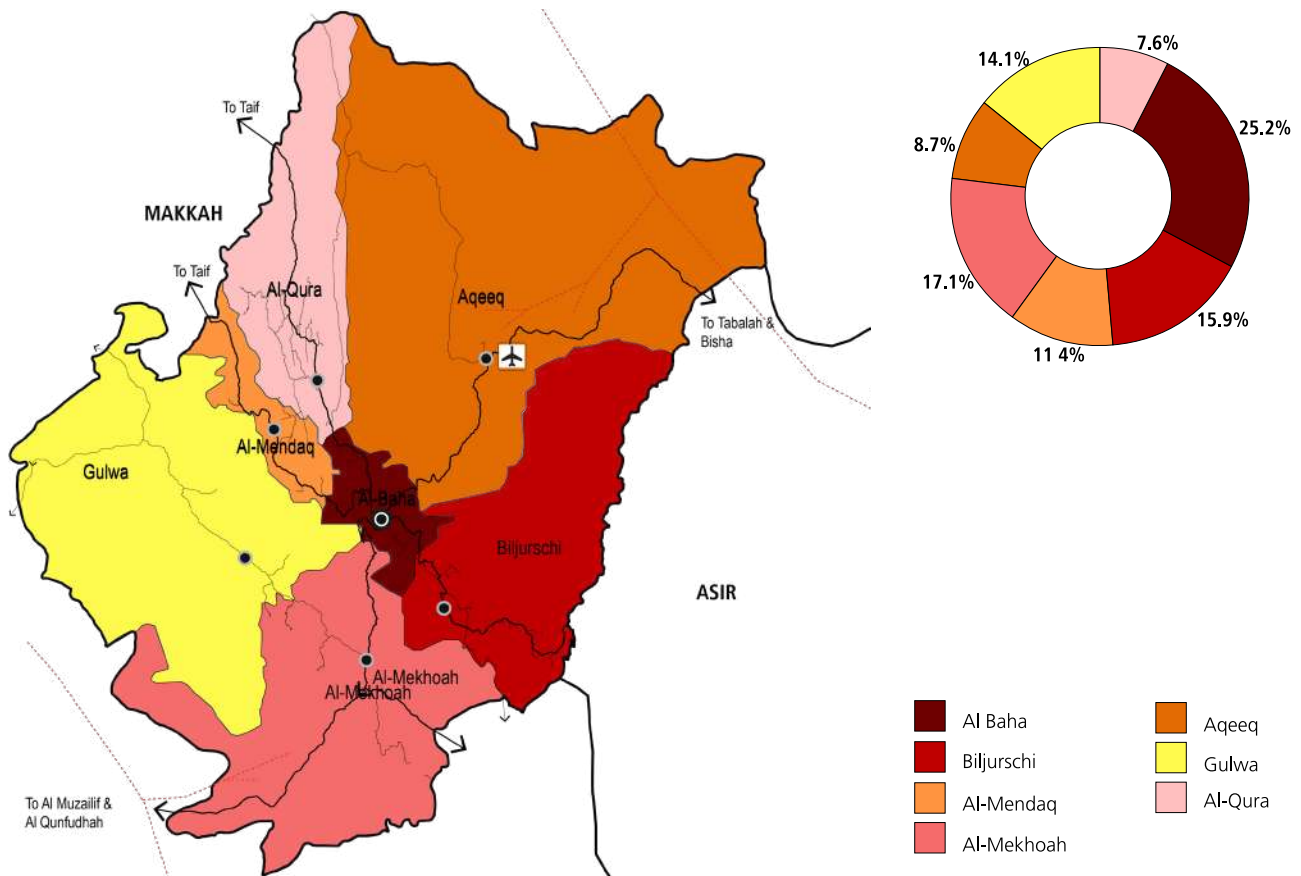 To Taif
MAKKAH
To Taif
Al-Qura
Aqeeq
To Tabalah &
Bisha
Al-Mendaq
Gulwa
Al-Baha
Biljurschi
ASIR
Al-Mekhoah
Al-Mekhoah
To Al Muzailif &
Al Qunfudhah
7.6%
14.1%
25.2%
8.7%
17.1%
15.9%
11 4%
Al Baha
Biljurschi
Al-Mendaq
Al-Mekhoah
Aqeeq
Gulwa
Al-Qura